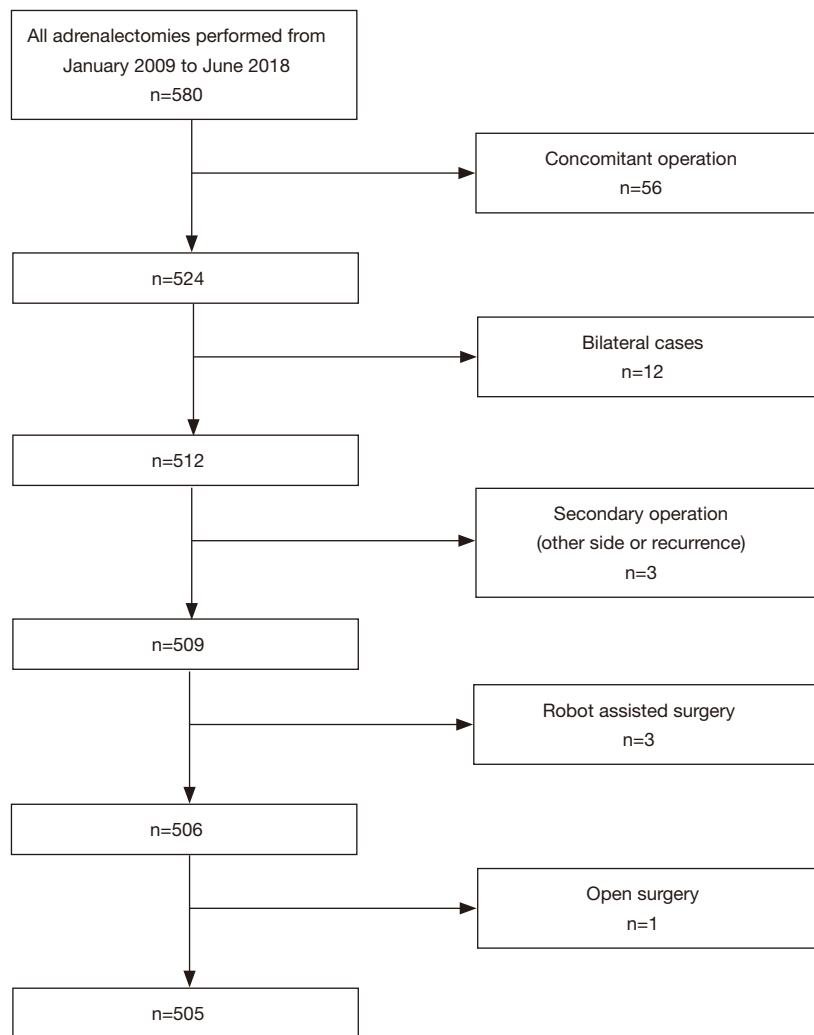 All adrenalectomies performed from
January 2009 to June 2018
n=580
Concomitant operation
n=56
n=524
Bilateral cases
n=12
n=512
Secondary operation
(other side or recurrence)
n=3
n=509
Robot assisted surgery
n=3
n=506
Open surgery
n=1
n=505